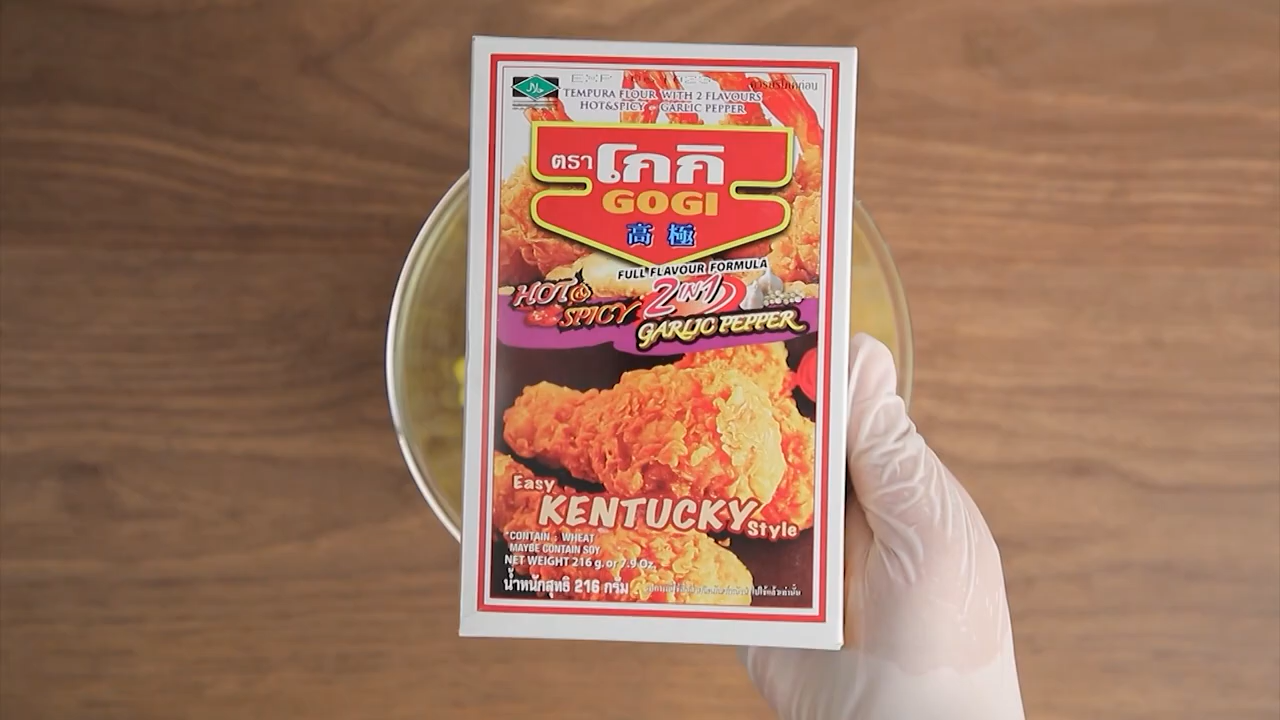 TEMPURA FLOUR WITH 2 FLAVOURS
HOT&SPICY - GARLIC PEPPER
ตรา โกกิ
GOGI
高極
FULL FLAVOUR FORMULA
HOT & SPICY
2 IN 1
GARLIC PEPPER
Easy
KENTUCKY Style
*CONTAIN : WHEAT
MAYBE CONTAIN SOY
NET WEIGHT 216 g. or 7.9 Oz.
น้ำหนักสุทธิ 216 กรัม